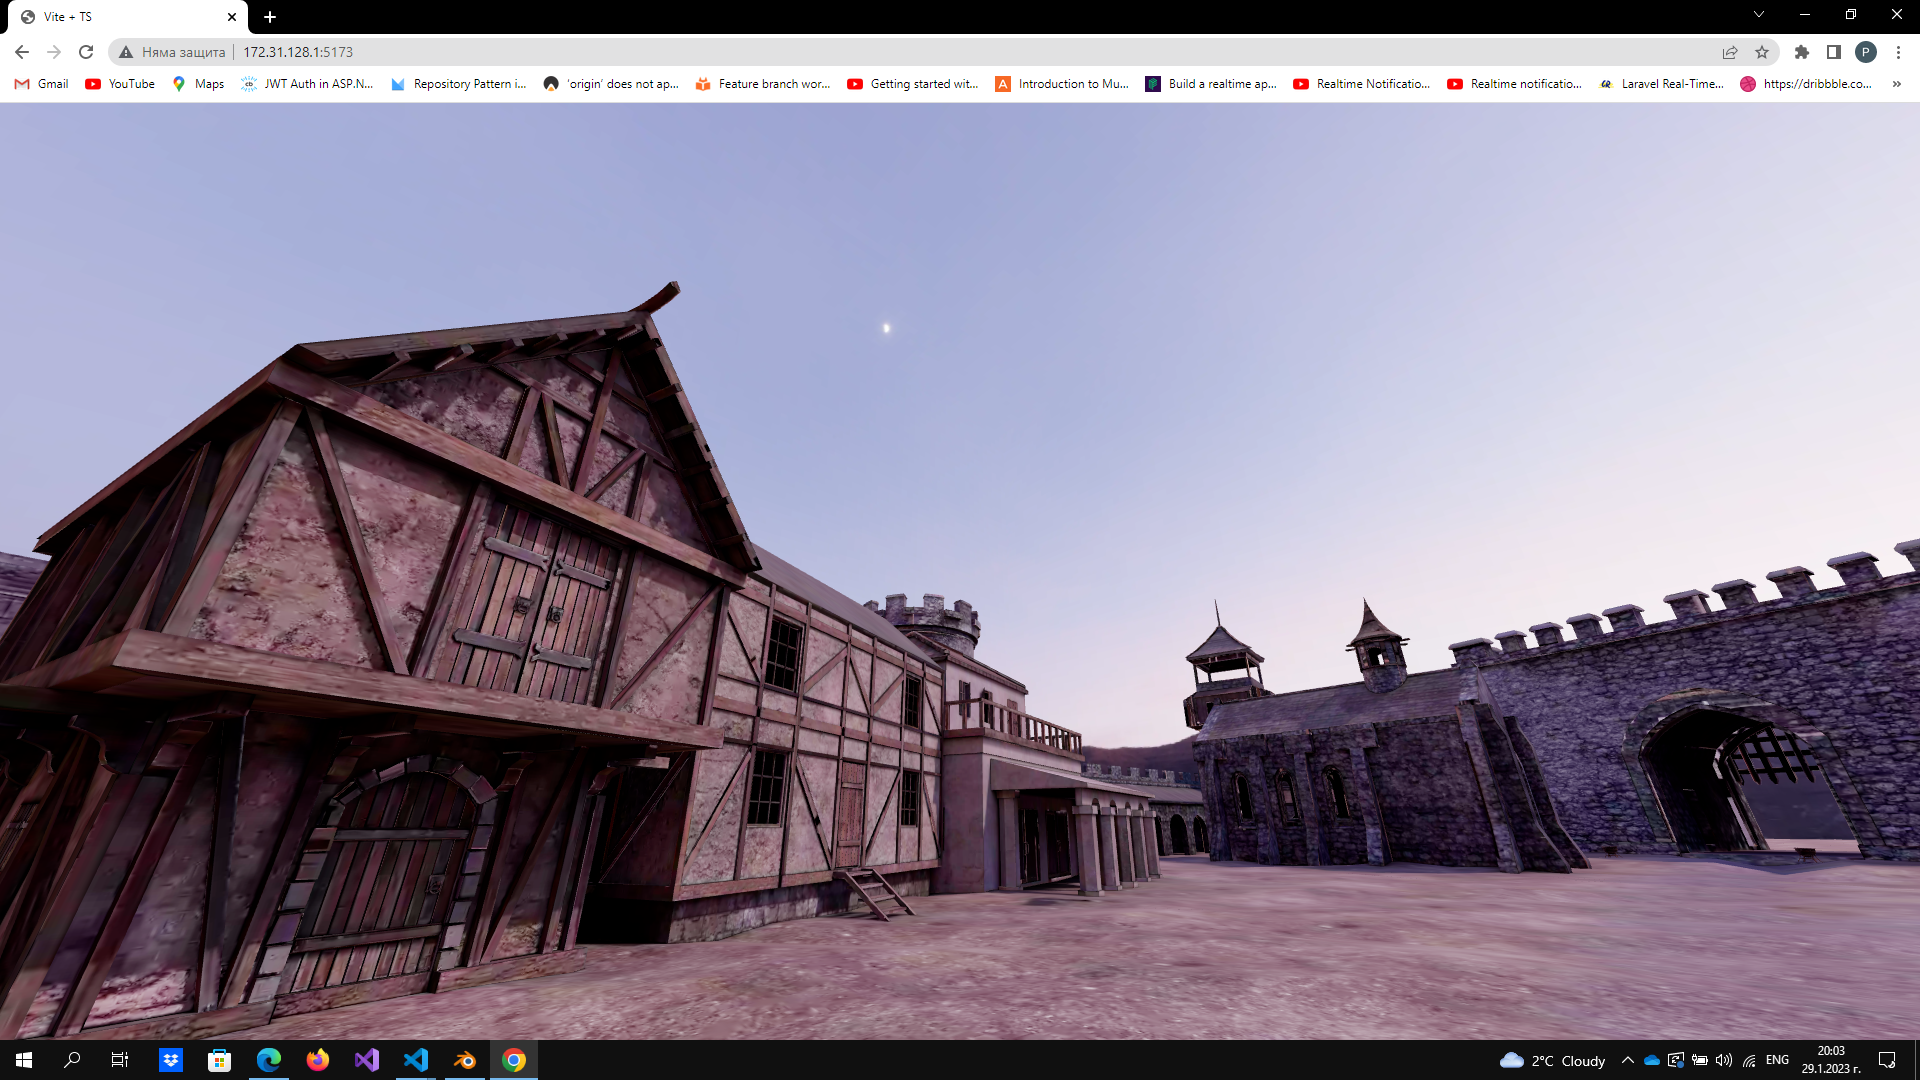 Vite + TS
Няма защита 172.31.128.1:5173
P
Gmail YouTube Maps JWT Auth in ASP.N... Repository Pattern i... 'origin' does not ap... Feature branch wor... Getting started wit... Introduction to Mu... Build a realtime ap... Realtime Notificatio... Realtime notificatio... Laravel Real-Time... https://dribbble.co... »
2°C Cloudy ENG 20:03
29.1.2023 г.